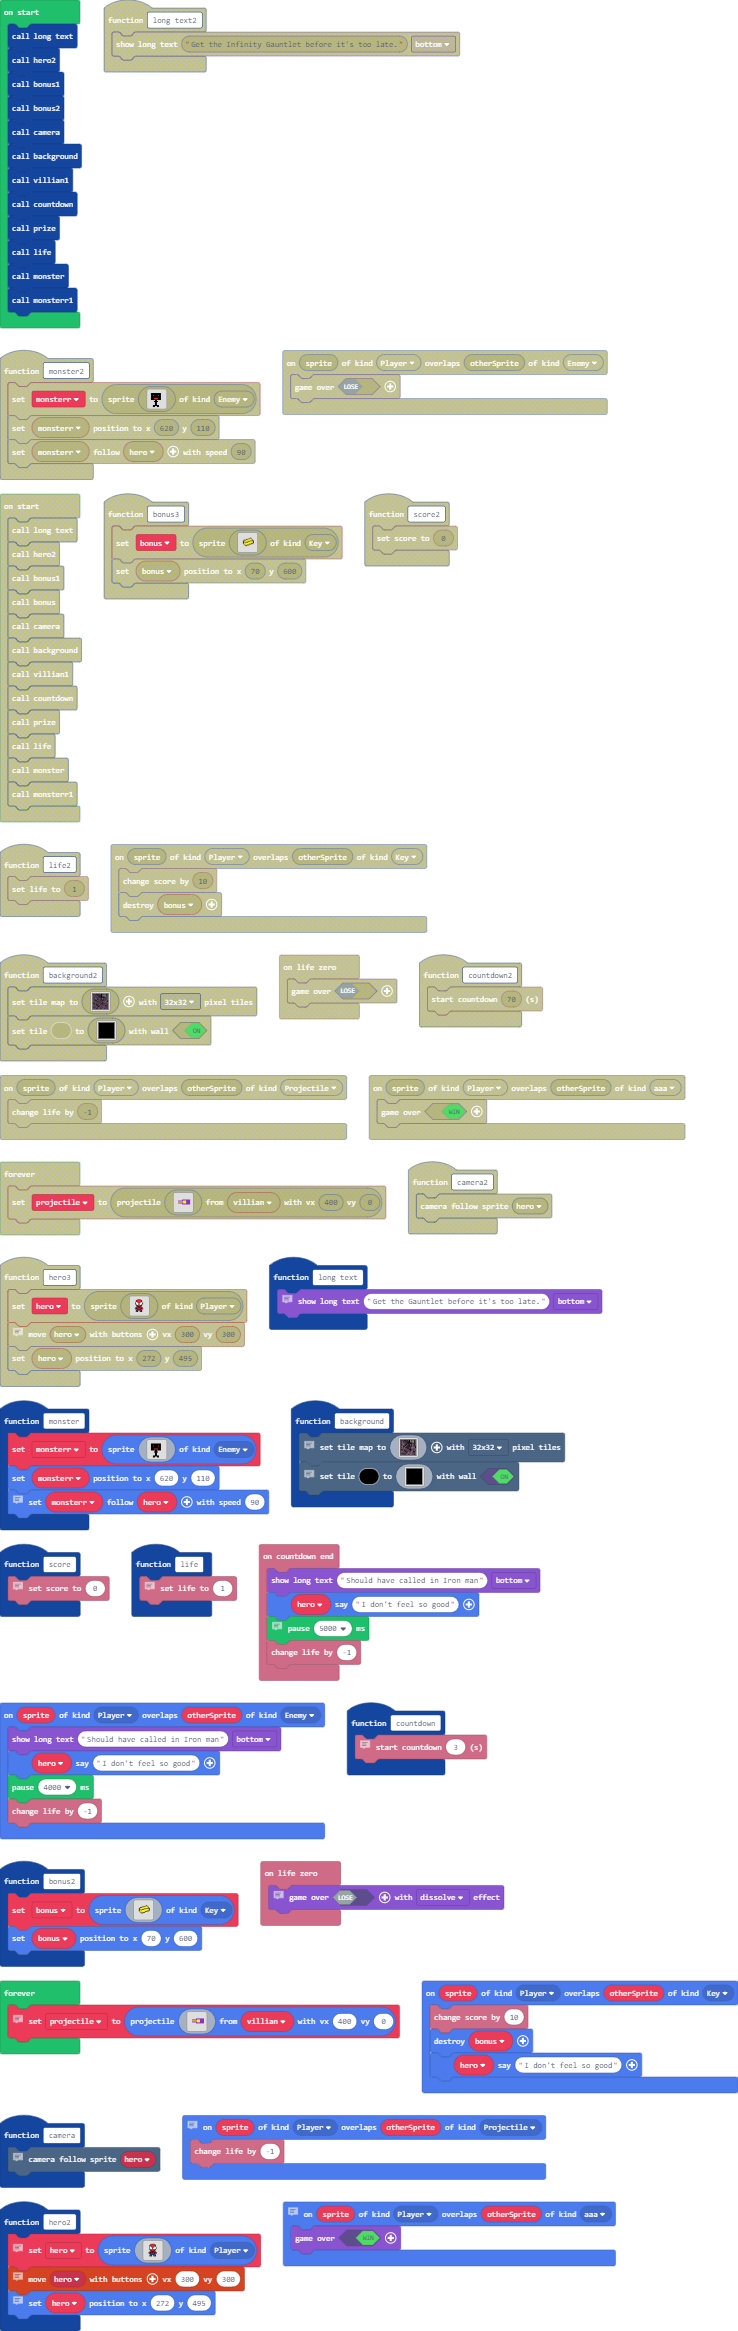 on start
call long text
call hero2
call bonus1
call bonus2
call camera
call background
call villian1
call countdown
call prize
call life
call monster
call monsterr1
function long text2
show long text "Get the Infinity Gauntlet before it's too late." bottom
function monster2
set monsterr to sprite of kind Enemy
set monsterr position to x 620 y 110
set monsterr follow hero with speed 90
on sprite of kind Player overlaps otherSprite of kind Enemy
game over LOSE
on start
call long text
call hero2
call bonus1
call bonus
call camera
call background
call villian1
call countdown
call prize
call life
call monster
call monsterr1
function bonus3
set bonus to sprite of kind Key
set bonus position to x 70 y 600
function score2
set score to 0
function life2
set life to 1
on sprite of kind Player overlaps otherSprite of kind Key
change score by 10
destroy bonus
function background2
set tile map to with 32x32 pixel tiles
set tile to with wall ON
on life zero
game over LOSE
function countdown2
start countdown 70 (s)
on sprite of kind Player overlaps otherSprite of kind Projectile
change life by -1
on sprite of kind Player overlaps otherSprite of kind aaa
game over WIN
forever
set projectile to projectile from villian with vx 400 vy 0
function camera2
camera follow sprite hero
function hero3
set hero to sprite of kind Player
move hero with buttons vx 300 vy 300
set hero position to x 272 y 495
function long text
show long text "Get the Gauntlet before it's too late." bottom
function monster
set monsterr to sprite of kind Enemy
set monsterr position to x 620 y 110
set monsterr follow hero with speed 90
function background
set tile map to with 32x32 pixel tiles
set tile to with wall ON
function score
set score to 0
function life
set life to 1
on countdown end
show long text "Should have called in Iron man" bottom
hero say "I don't feel so good"
pause 5000 ms
change life by -1
on sprite of kind Player overlaps otherSprite of kind Enemy
show long text "Should have called in Iron man" bottom
hero say "I don't feel so good"
pause 4000 ms
change life by -1
function countdown
start countdown 3 (s)
function bonus2
set bonus to sprite of kind Key
set bonus position to x 70 y 600
on life zero
game over LOSE with dissolve effect
forever
set projectile to projectile from villian with vx 400 vy 0
on sprite of kind Player overlaps otherSprite of kind Key
change score by 10
destroy bonus
hero say "I don't feel so good"
function camera
camera follow sprite hero
on sprite of kind Player overlaps otherSprite of kind Projectile
change life by -1
function hero2
set hero to sprite of kind Player
move hero with buttons vx 300 vy 300
set hero position to x 272 y 495
on sprite of kind Player overlaps otherSprite of kind aaa
game over WIN